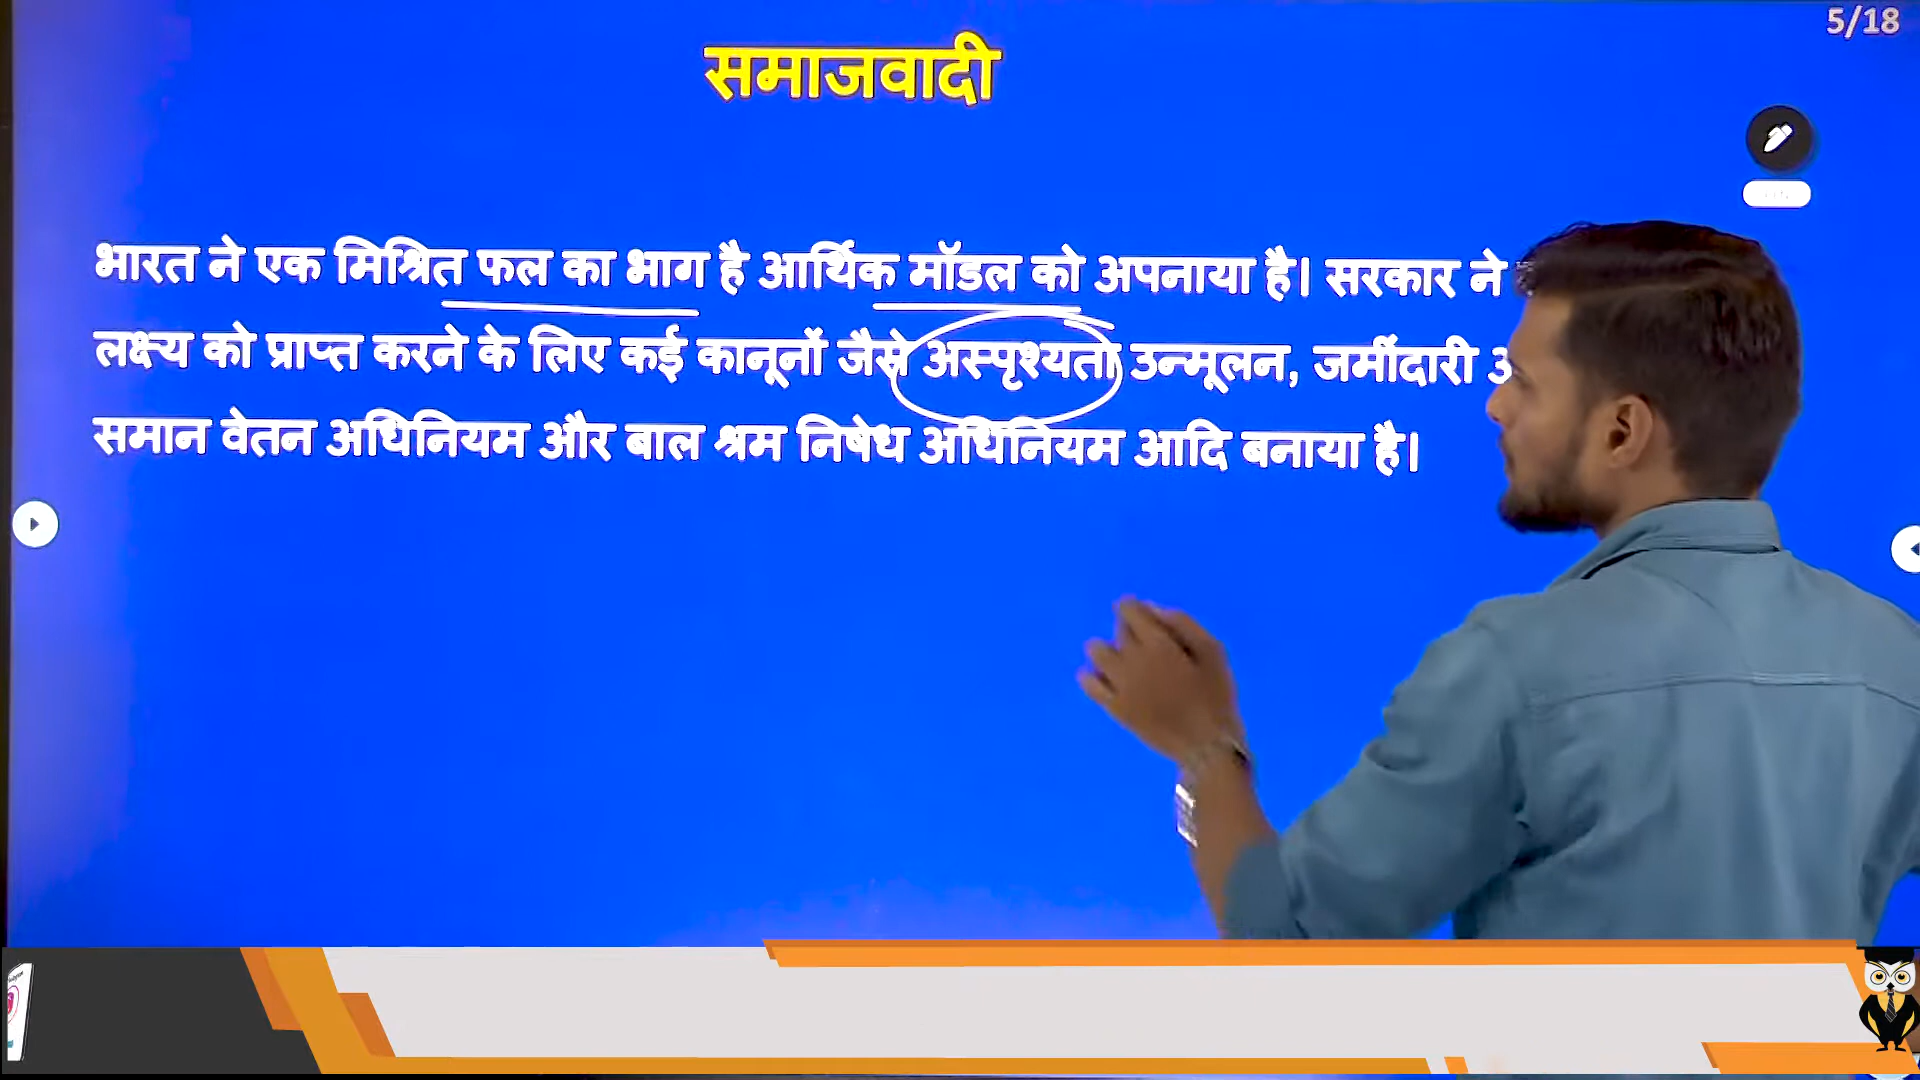 5/18
समाजवादी
भारत ने एक मिश्रित फल का भाग है आर्थिक मॉडल को अपनाया है। सरकार ने
लक्ष्य को प्राप्त करने के लिए कई कानूनों जैसे अस्पृश्यता उन्मूलन, जमींदारी
समान वेतन अधिनियम और बाल श्रम निषेध अधिनियम आदि बनाया है।